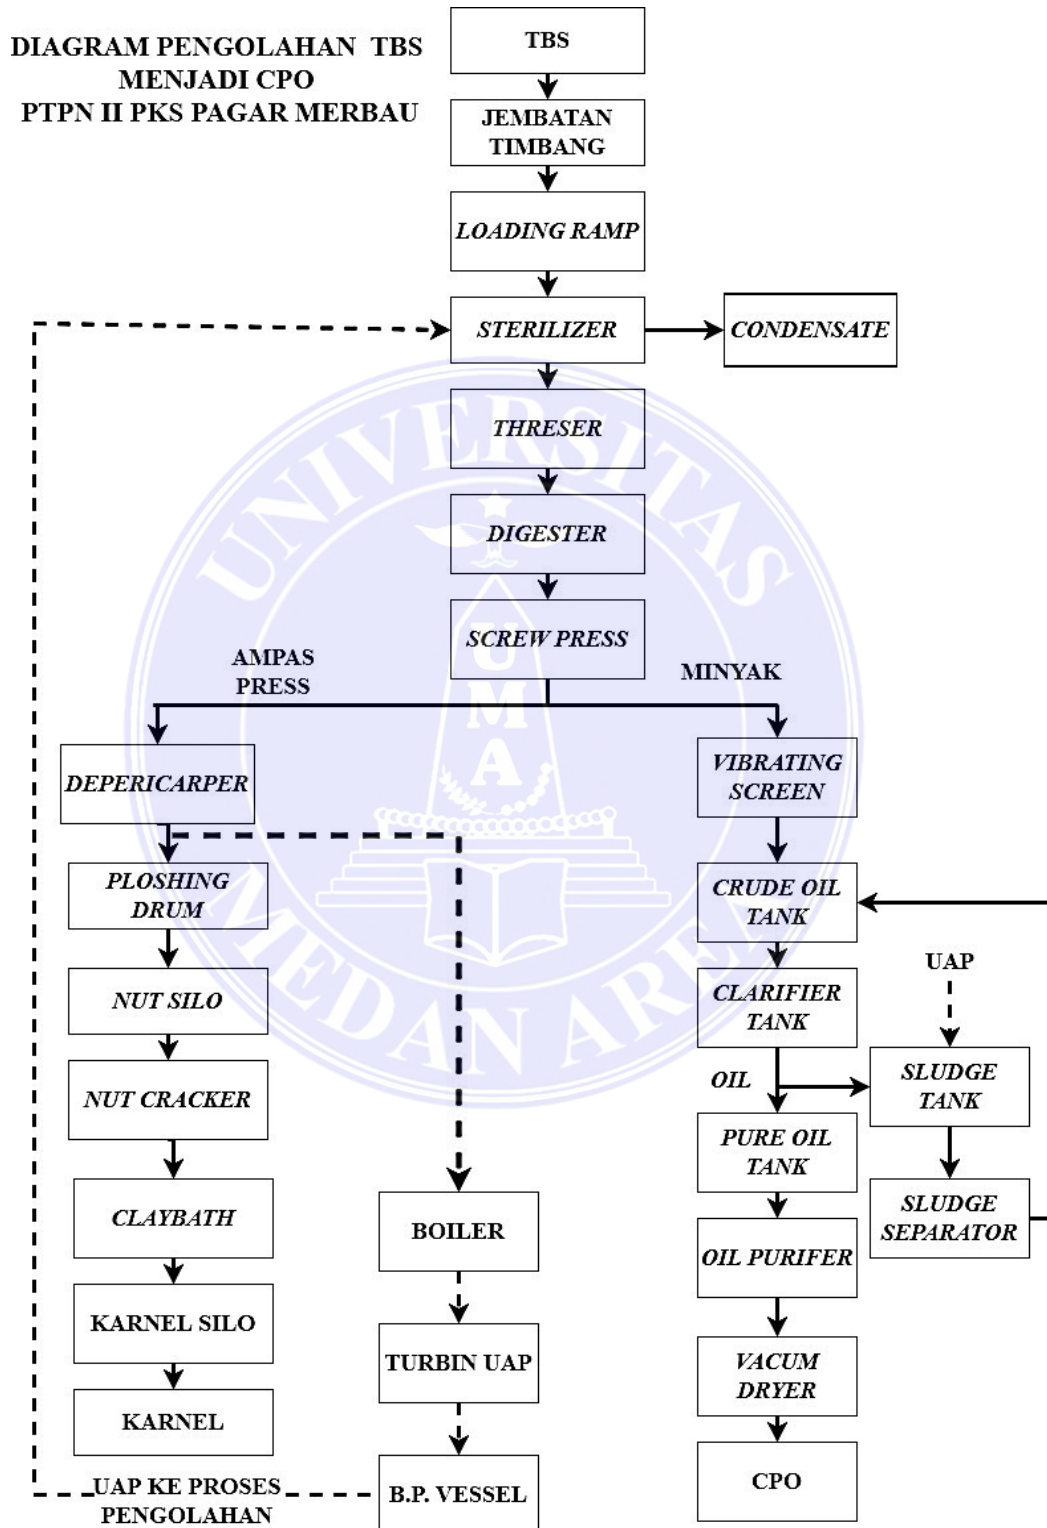 DIAGRAM PENGOLAHAN TBS
MENJADI CPO
PTPN II PKS PAGAR MERBAU
TBS
JEMBATAN
TIMBANG
LOADING RAMP
STERILIZER
CONDENSATE
THRESER
DIGESTER
SCREW PRESS
AMPAS
PRESS
MINYAK
DEPERICARPER
VIBRATING
SCREEN
PLOSHING
DRUM
CRUDE OIL
TANK
NUT SILO
CLARIFIER
TANK
UAP
NUT CRACKER
OIL
SLUDGE
TANK
PURE OIL
TANK
CLAYBATH
BOILER
SLUDGE
SEPARATOR
OIL PURIFER
KARNEL SILO
TURBIN UAP
VACUM
DRYER
KARNEL
UAP KE PROSES
PENGOLAHAN
B.P. VESSEL
CPO
UNIVERSITAS
MEDAN AREA
U
M
A